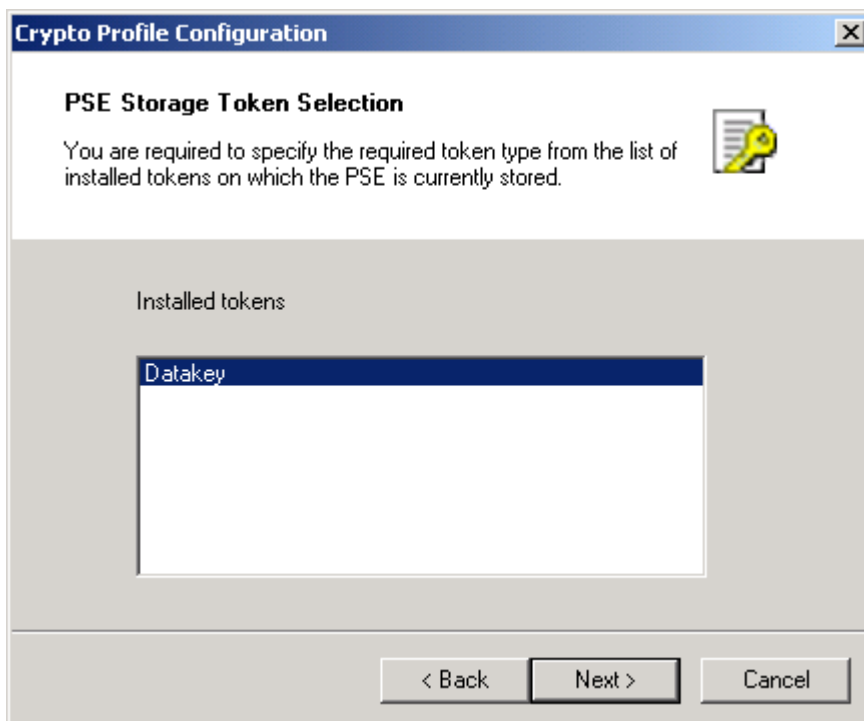 Crypto Profile Configuration
PSE Storage Token Selection
You are required to specify the required token type from the list of
installed tokens on which the PSE is currently stored.
Installed tokens
Datakey
< Back
Next >
Cancel